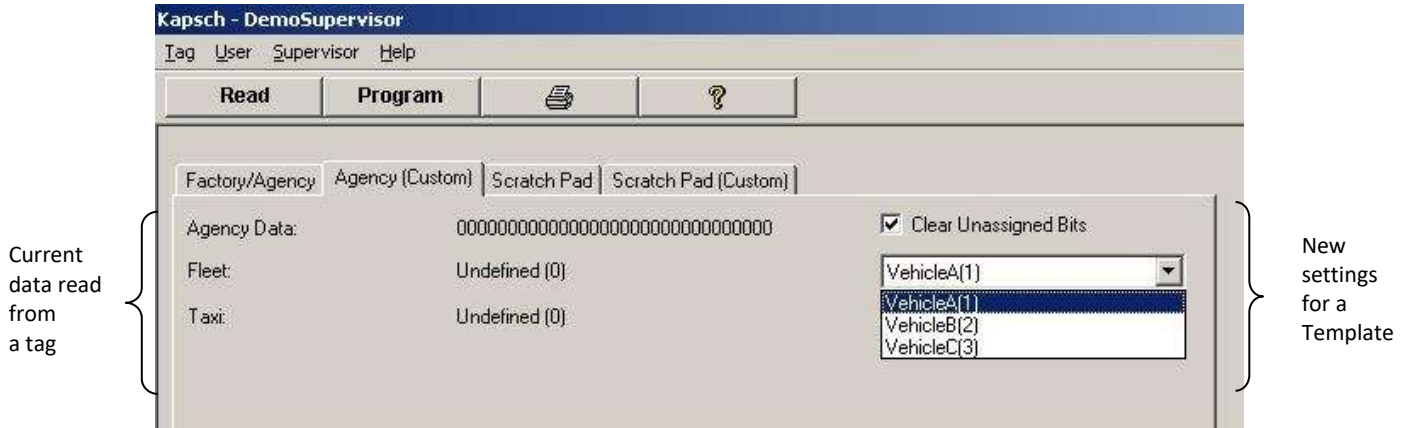 Kapsch - DemoSupervisor
Tag User Supervisor Help
Read Program
Factory/Agency Agency (Custom) Scratch Pad Scratch Pad (Custom)
Agency Data: 00000000000000000000000000000000 Clear Unassigned Bits
Fleet: Undefined (0) VehicleA(1)
VehicleA(1)
Taxi: Undefined (0) VehicleB(2)
VehicleC(3)
Current
data read
from
a tag
New
settings
for a
Template